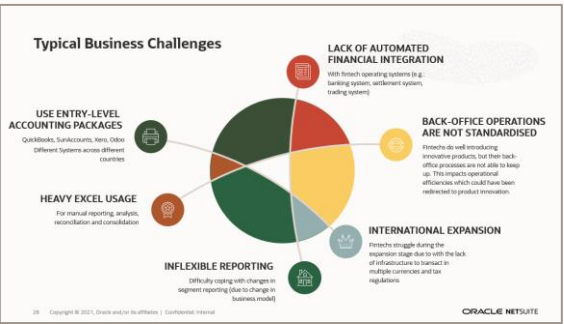 Typical Business Challenges
LACK OF AUTOMATED
FINANCIAL INTEGRATION
With fintech operating systems (e.g.
banking system, settlement system,
trading system)
USE ENTRY-LEVEL
ACCOUNTING PACKAGES
QuickBooks, SunAccounts, Xero, Odoo
Different Systems across different
countries
BACK-OFFICE OPERATIONS
ARE NOT STANDARDISED
Fintechs do well introducing
innovative products, but their back-
office processes are not able to keep
up. This impacts operational
efficiencies which could have been
redirected to product innovation.
HEAVY EXCEL USAGE
For manual reporting, analysis,
reconciliation and consolidation
INTERNATIONAL EXPANSION
Fintechs struggle during the
expansion stage due to with the lack
of infrastructure to transact in
multiple currencies and tax
regulations
INFLEXIBLE REPORTING
Difficulty coping with changes in
segment reporting (due to change in
business model)
28 Copyright © 2021, Oracle and/or its affiliates | Confidential: Internal
ORACLE NETSUITE